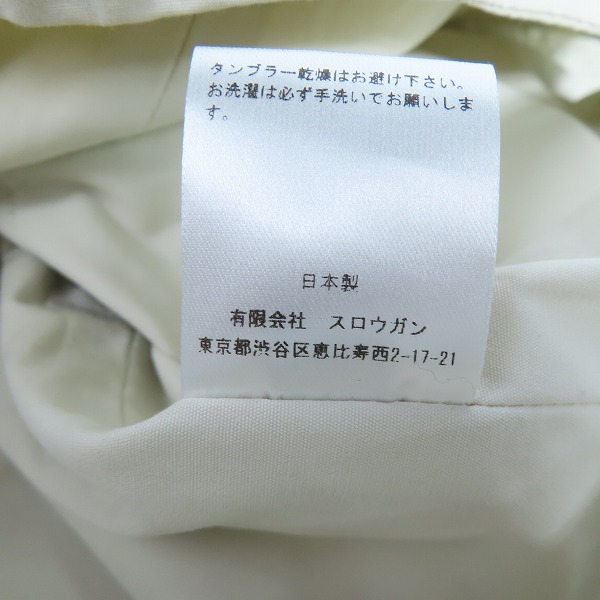 タンブラー乾燥はお避け下さい。
お洗濯は必ず手洗いでお願いしま
す。
日本製
有限会社　スロウガン
東京都渋谷区恵比寿西2-17-21